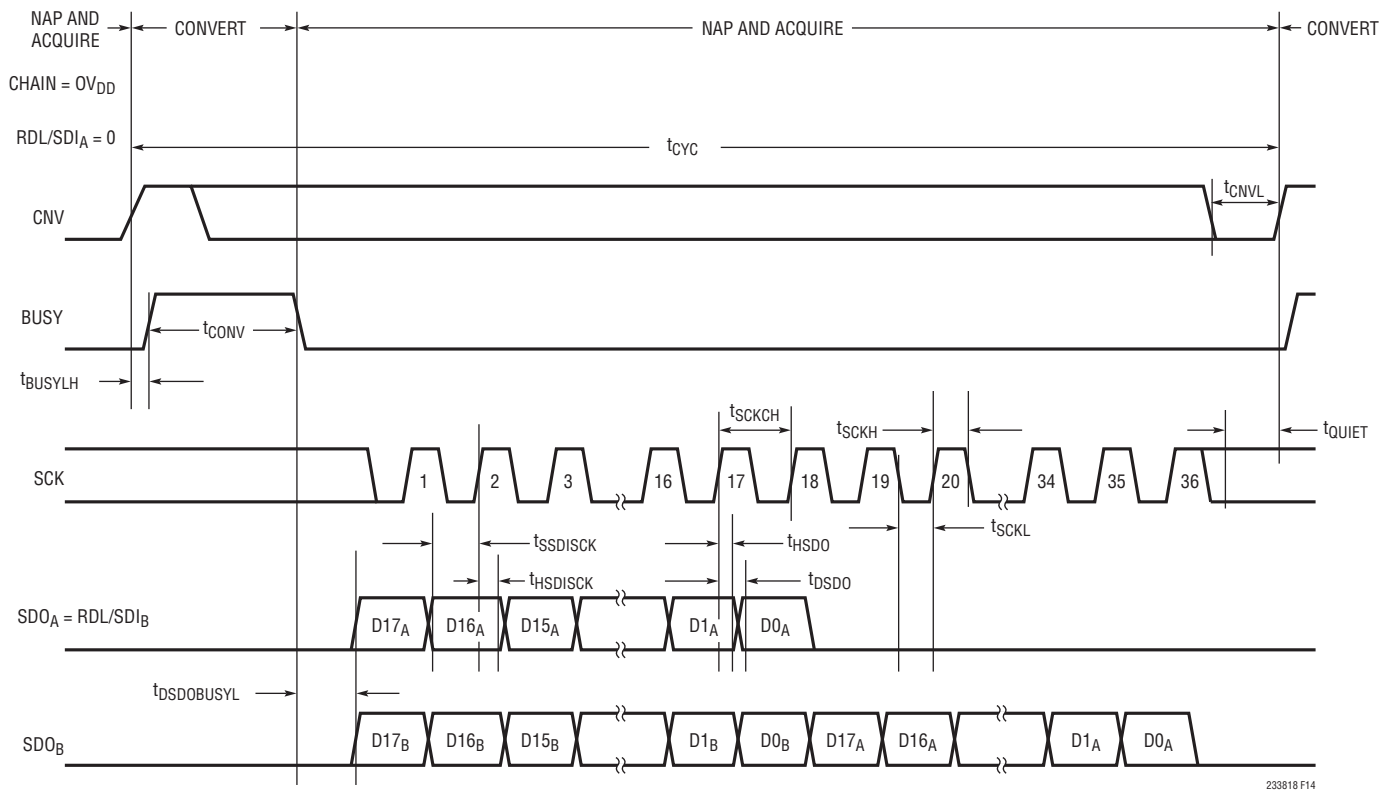 NAP AND
ACQUIRE
CONVERT
NAP AND ACQUIRE
CONVERT
CHAIN = OVDD
RDL/SDIA = 0
tCYC
CNV
tCNVL
BUSY
tCONV
tBUSYLH
tSCKCH
tSCKH
tQUIET
SCK
1
2
3
16
17
18
19
20
34
35
36
tSSDISCK
tHSDO
tSCKL
tHSDISCK
tDSDO
SDOA = RDL/SDIB
D17A
D16A
D15A
D1A
D0A
tDSDOBUSYL
SDOB
D17B
D16B
D15B
D1B
D0B
D17A
D16A
D1A
D0A
233818 F14